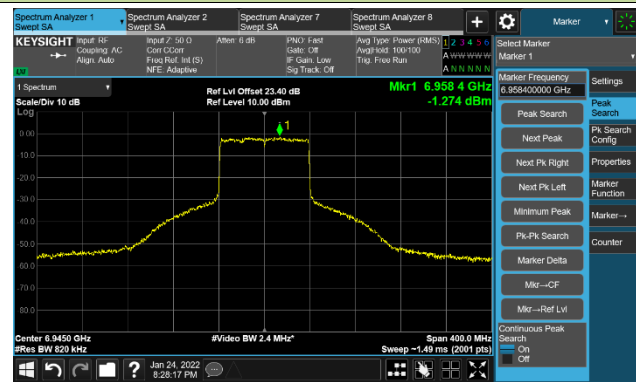 Spectrum Analyzer 1
Swept SA
Spectrum Analyzer 2
Swept SA
Spectrum Analyzer 7
Swept SA
Spectrum Analyzer 8
Swept SA
+
Marker
KEYSIGHT
Input: RF
Coupling: AC
Align: Auto
Input Z: 50 Ω
Corr CCorr
Freq Ref: Int (S)
NFE: Adaptive
Atten: 6 dB
PNO: Fast
Gate: Off
IF Gain: Low
Sig Track: Off
Avg Type: Power (RMS)
Avg|Hold: 100/100
Trig: Free Run
1 2 3 4 5 6
A W W W W W
A N N N N N
Select Marker
Marker 1
1 Spectrum
Scale/Div 10 dB
Log
Ref Lvl Offset 23.40 dB
Ref Level 10.00 dBm
Mkr1 6.958 4 GHz
-1.274 dBm
1
0.00
-10.0
-20.0
-30.0
-40.0
-50.0
-60.0
-70.0
-80.0
Center 6.9450 GHz
#Res BW 820 kHz
#Video BW 2.4 MHz*
Span 400.0 MHz
Sweep ~1.49 ms (2001 pts)
Marker Frequency
6.958400000 GHz
Peak Search
Next Peak
Next Pk Right
Next Pk Left
Minimum Peak
Pk-Pk Search
Marker Delta
Mkr→CF
Mkr→Ref Lvl
Continuous Peak
Search
On
Off
Settings
Peak
Search
Pk Search
Config
Properties
Marker
Function
Marker→
Counter
?
Jan 24, 2022
8:28:17 PM